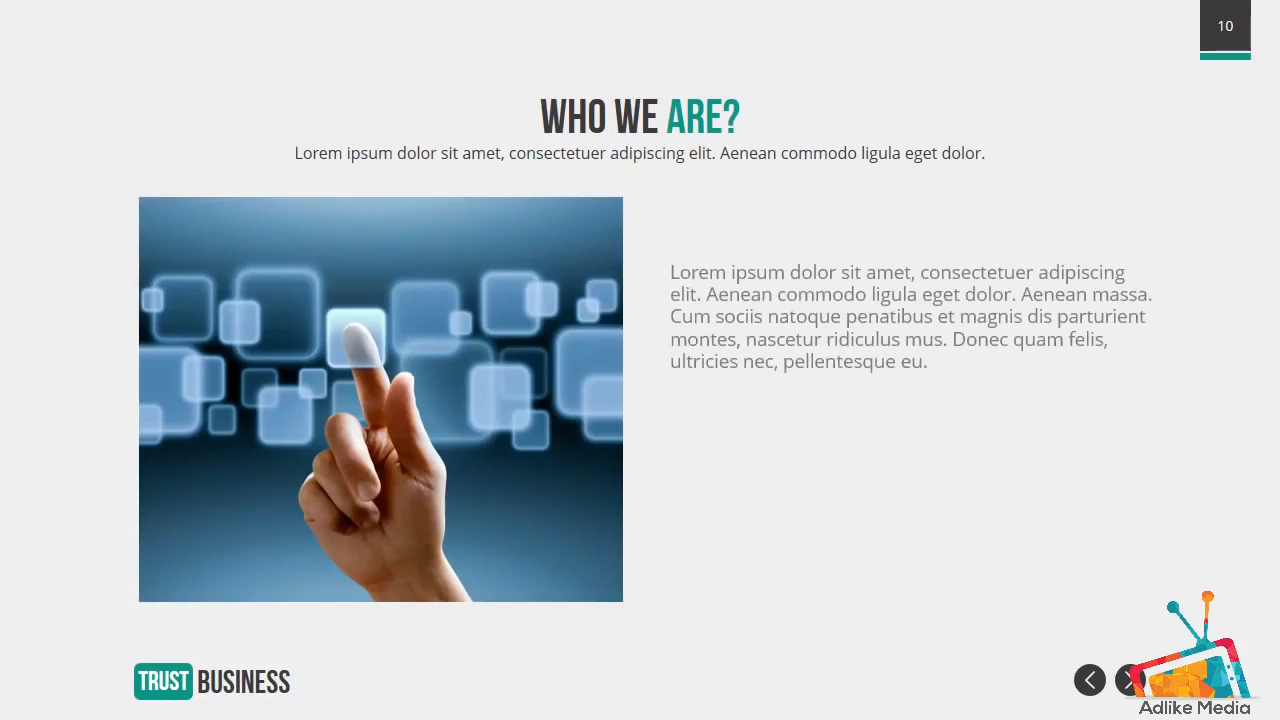 10
WHO WE ARE?
Lorem ipsum dolor sit amet, consectetuer adipiscing elit. Aenean commodo ligula eget dolor.
Lorem ipsum dolor sit amet, consectetuer adipiscing
elit. Aenean commodo ligula eget dolor. Aenean massa.
Cum sociis natoque penatibus et magnis dis parturient
montes, nascetur ridiculus mus. Donec quam felis,
ultricies nec, pellentesque eu.
TRUST BUSINESS
Adlike Media